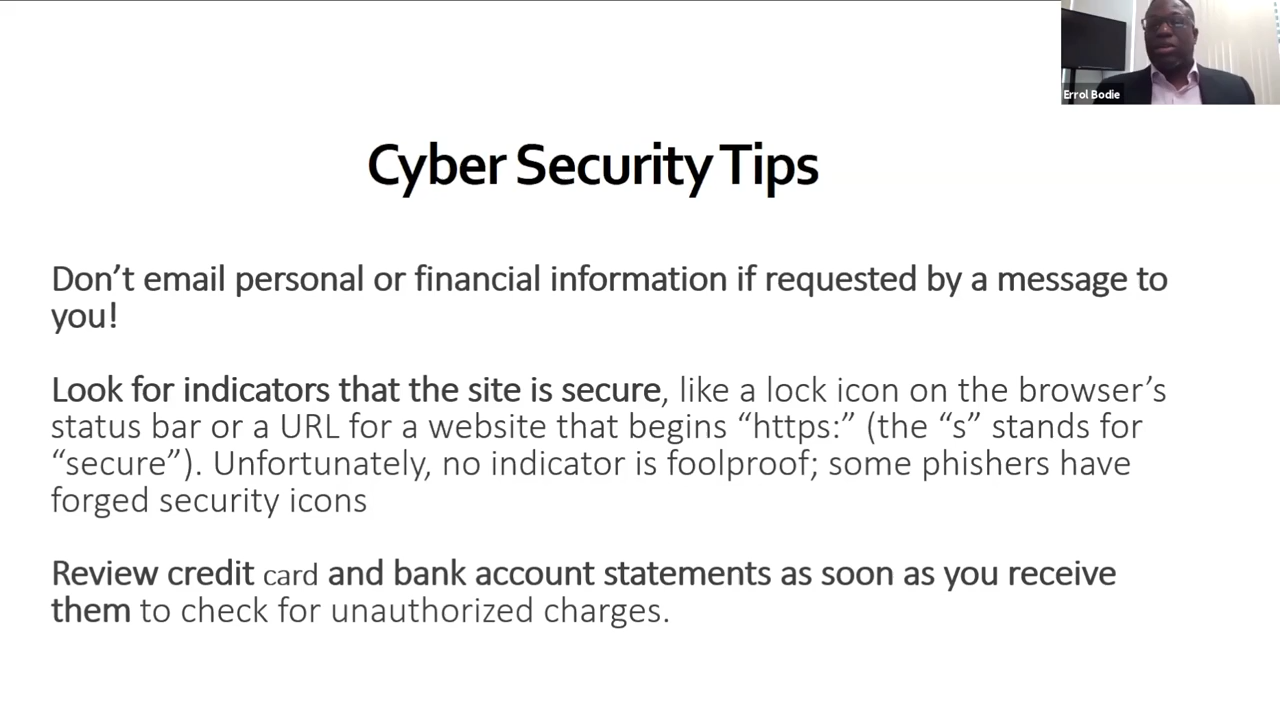 Errol Bodie
Cyber Security Tips
Don’t email personal or financial information if requested by a message to
you!
Look for indicators that the site is secure, like a lock icon on the browser’s
status bar or a URL for a website that begins “https:” (the “s” stands for
“secure”). Unfortunately, no indicator is foolproof; some phishers have
forged security icons
Review credit card and bank account statements as soon as you receive
them to check for unauthorized charges.